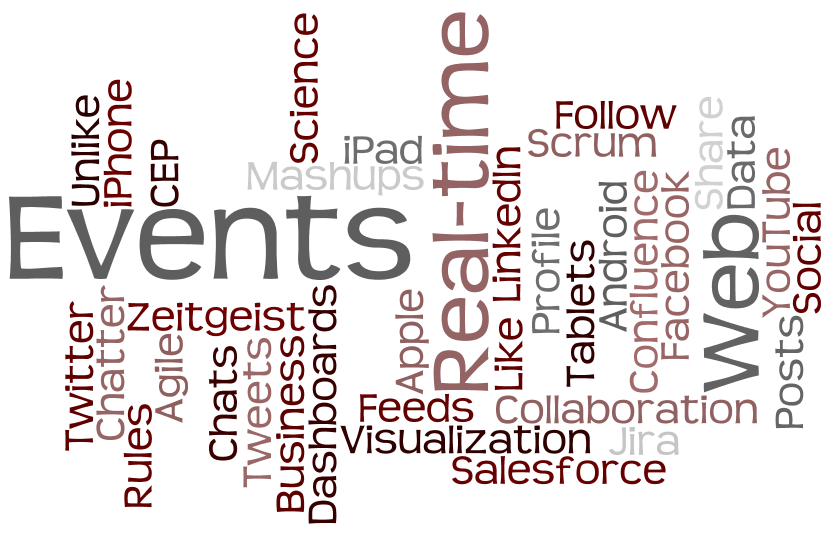 Science
Real-time
Unlike
iPhone
CEP
iPad
Mashups
Follow
Scrum
Share
Data
Events
LinkedIn
Profile
Android
Tablets
Confluence
Facebook
Web
YouTube
Social
Twitter
Chatter
Zeitgeist
Dashboards
Apple
Like
Posts
Agile
Rules
Chats
Tweets
Business
Feeds
Collaboration
Visualization
Jira
Salesforce